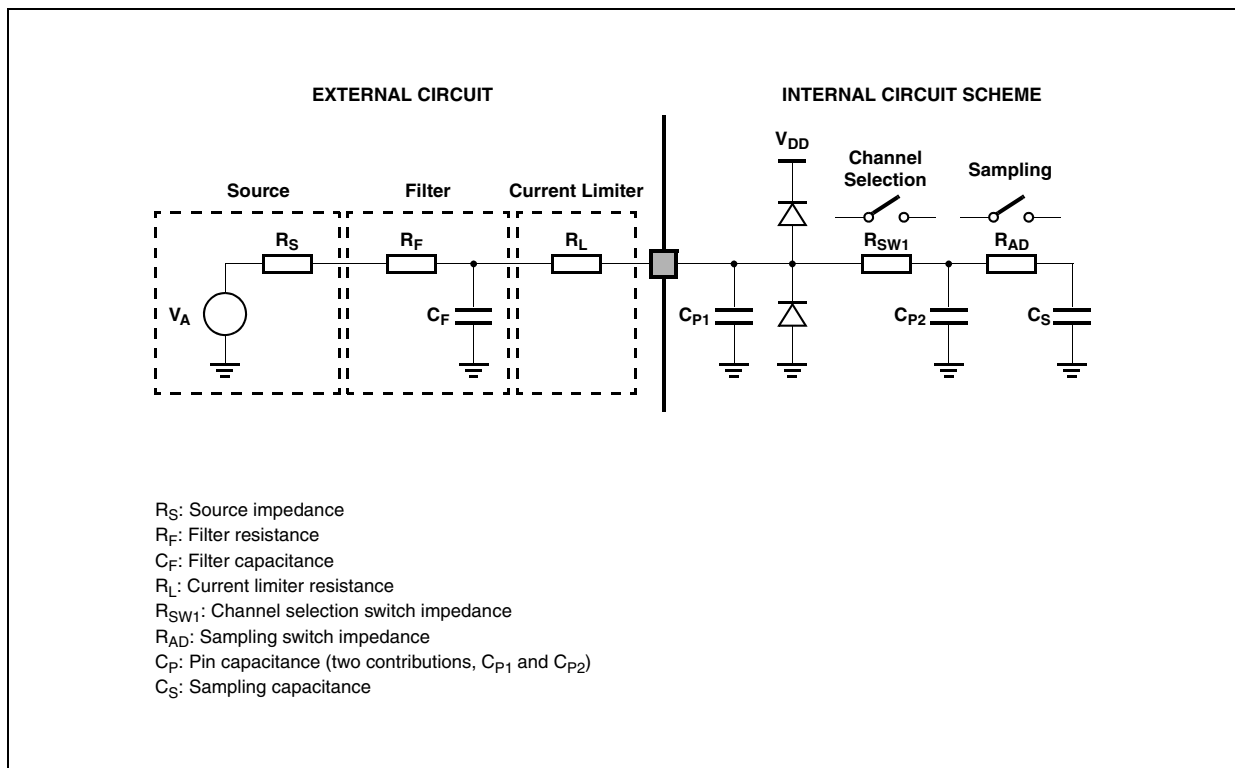 EXTERNAL CIRCUIT
INTERNAL CIRCUIT SCHEME
VDD
Channel
Selection
Sampling
Source
Filter
Current Limiter
RS
RF
RL
RSW1
RAD
VA
CF
CP1
CP2
CS
RS: Source impedance
RF: Filter resistance
CF: Filter capacitance
RL: Current limiter resistance
RSW1: Channel selection switch impedance
RAD: Sampling switch impedance
CP: Pin capacitance (two contributions, CP1 and CP2)
CS: Sampling capacitance